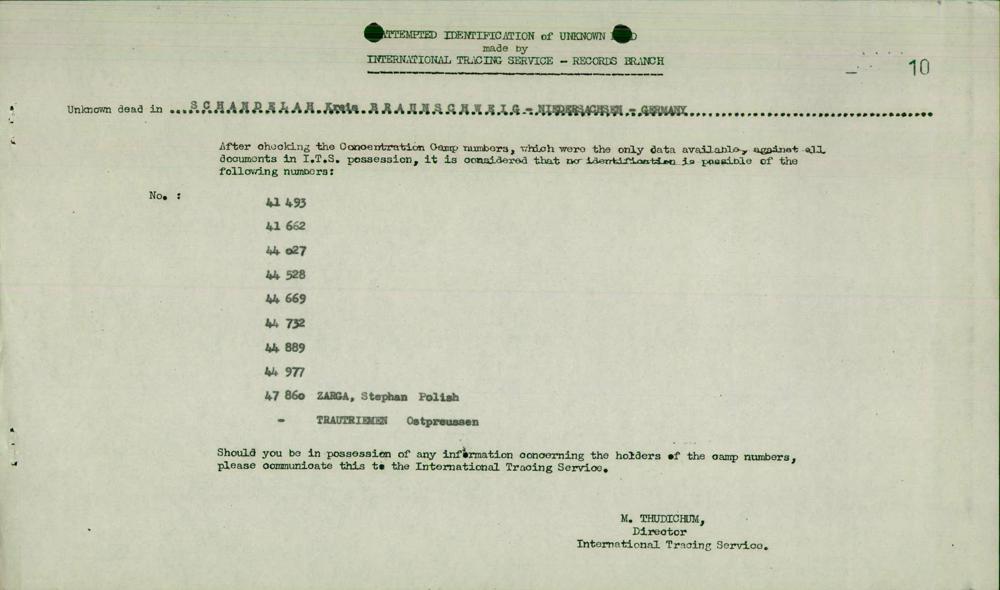 ATTEMPTED IDENTIFICATION of UNKNOWN
made by
INTERNATIONAL TRACING SERVICE - RECORDS BRANCH
10
Unknown dead in ...SCHANDELAH Kreis BRAUNSCHWEIG - NIEDERSACHSEN - GERMANY
After checking the Concentration Camp numbers, which were the only data available, against all
documents in I.T.S. possession, it is considered that no identification is possible of the
following numbers:
No. :
41 493
41 662
44 027
44 528
44 669
44 732
44 889
44 977
47 860 ZARGA, Stephan Polish
- TRAUTRIEMEN Ostpreussen
Should you be in possession of any information concerning the holders of the camp numbers,
please communicate this to the International Tracing Service.
M. THUDICHUM,
Director
International Tracing Service.